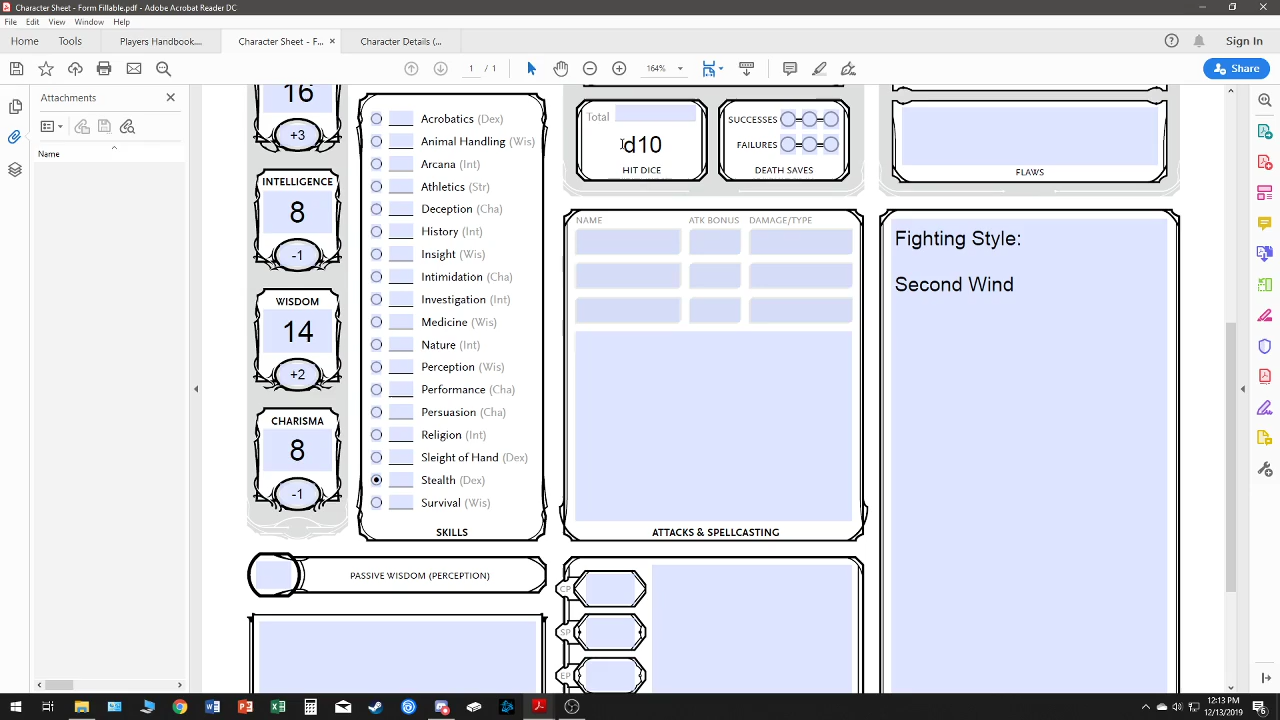 Character Sheet - Form Fillable.pdf - Adobe Acrobat Reader DC
File Edit View Window Help
Home Tools Players Handbook.... Character Sheet - F... × Character Details (...
Sign In
1 / 1 164%
Share
Attachments
Name
16
+3
INTELLIGENCE
8
-1
WISDOM
14
+2
CHARISMA
8
-1
Acrobatics (Dex)
Animal Handling (Wis)
Arcana (Int)
Athletics (Str)
Deception (Cha)
History (Int)
Insight (Wis)
Intimidation (Cha)
Investigation (Int)
Medicine (Wis)
Nature (Int)
Perception (Wis)
Performance (Cha)
Persuasion (Cha)
Religion (Int)
Sleight of Hand (Dex)
Stealth (Dex)
Survival (Wis)
SKILLS
PASSIVE WISDOM (PERCEPTION)
Total
d10
HIT DICE
SUCCESSES
FAILURES
DEATH SAVES
NAME ATK BONUS DAMAGE/TYPE
ATTACKS & SPELLCASTING
CP
SP
EP
FLAWS
Fighting Style:
Second Wind
12:13 PM
12/13/2019